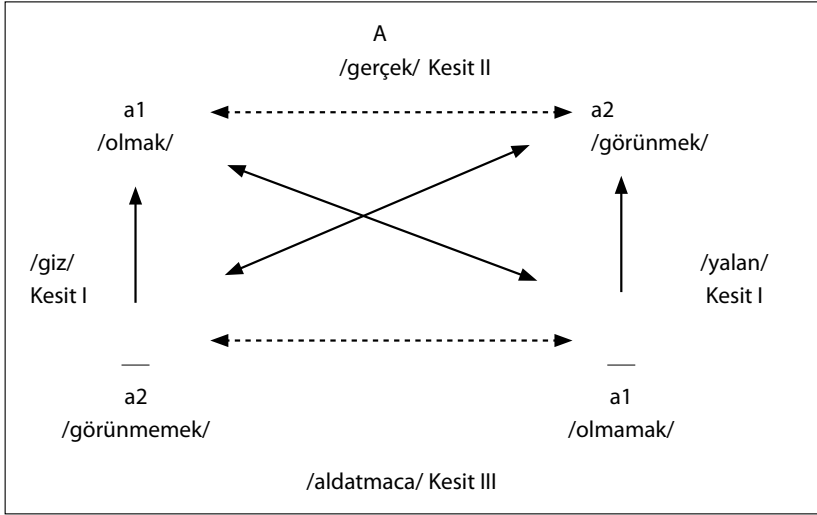 A
/gerçek/ Kesit II
a1
/olmak/
a2
/görünmek/
/giz/
Kesit I
/yalan/
Kesit I
a2
/görünmemek/
a1
/olmamak/
/aldatmaca/ Kesit III